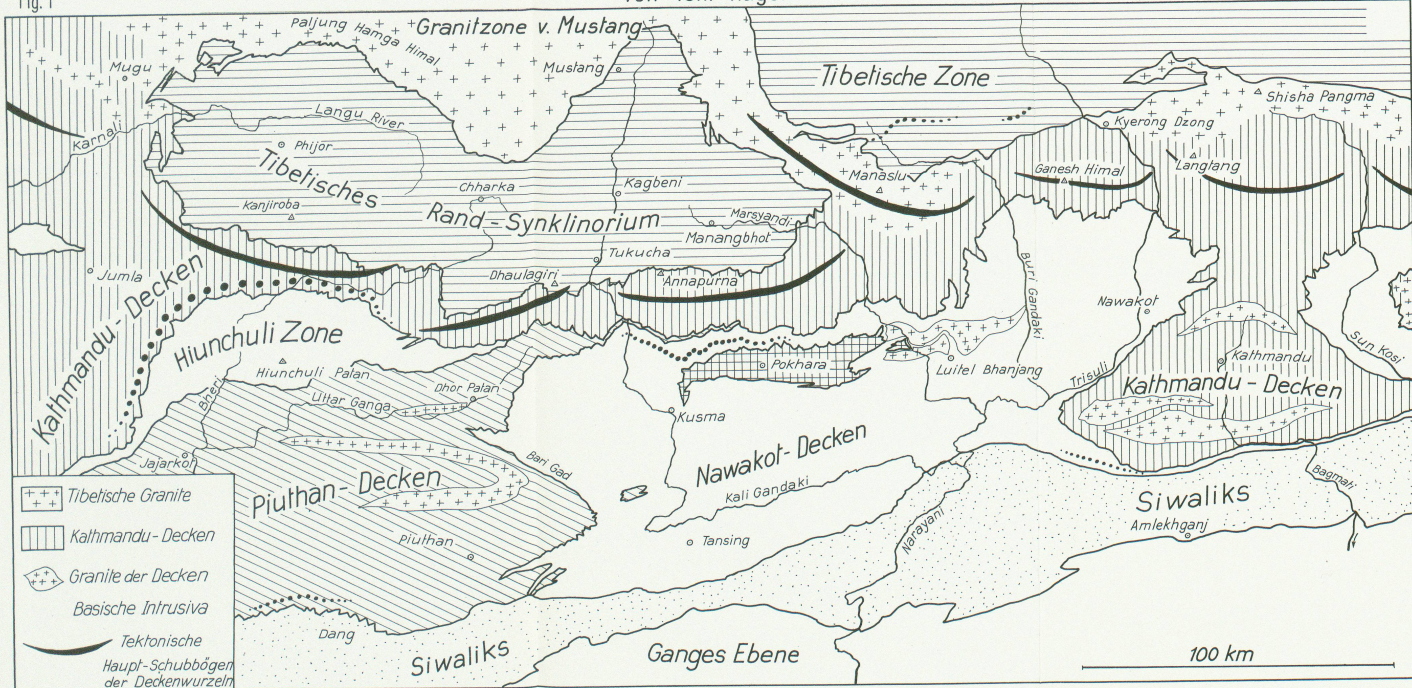 Fig. 1
Paljung Hamga Himal
Granitzone v. Mustang
Mugu
Mustang
Tibetische Zone
Shisha Pangma
Karnali
Langu River
Kyerong Dzong
Phijor
Tibetisches
Rand-Synklinorium
Kanjiroba
Chharka
Kagbeni
Manaslu
Ganesh Himal
Langtang
Marsyandi
Manangbhot
Tukucha
Jumla
Dhaulagiri
Annapurna
Buri Gandaki
Nawakot
Kathmandu-Decken
Hiunchuli Zone
Sun Kosi
Hiunchuli Patan
Dhor Patan
Pokhara
Luitel Bhanjang
Trisuli
Kathmandu
Kathmandu-Decken
Bheri
Uttar Ganga
Kusma
Jajarkot
Bari Gad
Nawakot-Decken
Piuthan-Decken
Kali Gandaki
Bagmati
Siwaliks
Amlekhganj
Narayani
Piuthan
Tansing
Tibetische Granite
Kathmandu-Decken
Granite der Decken
Basische Intrusiva
Tektonische
Haupt-Schubbögen
der Deckenwurzeln
Dang
Siwaliks
Ganges Ebene
100 km